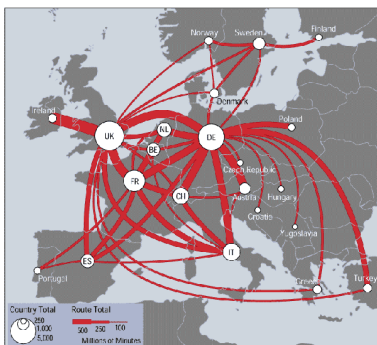 Norway
Sweden
Finland
Denmark
Ireland
UK
NL
DE
Poland
BE
Czech Republic
FR
CH
Austria
Hungary
Croatia
Yugoslavia
IT
ES
Portugal
Greece
Turkey
Country Total
250
1,000
5,000
Route Total
500 250 100
Millions of Minutes